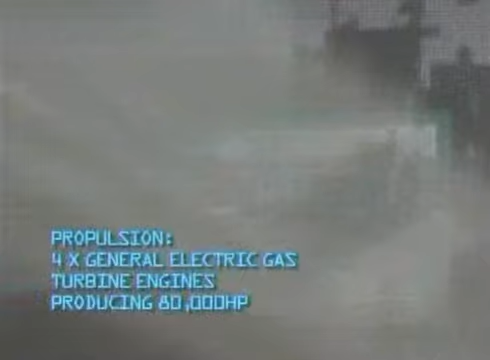 PROPULSION:
4 X GENERAL ELECTRIC GAS
TURBINE ENGINES
PRODUCING 80,000HP